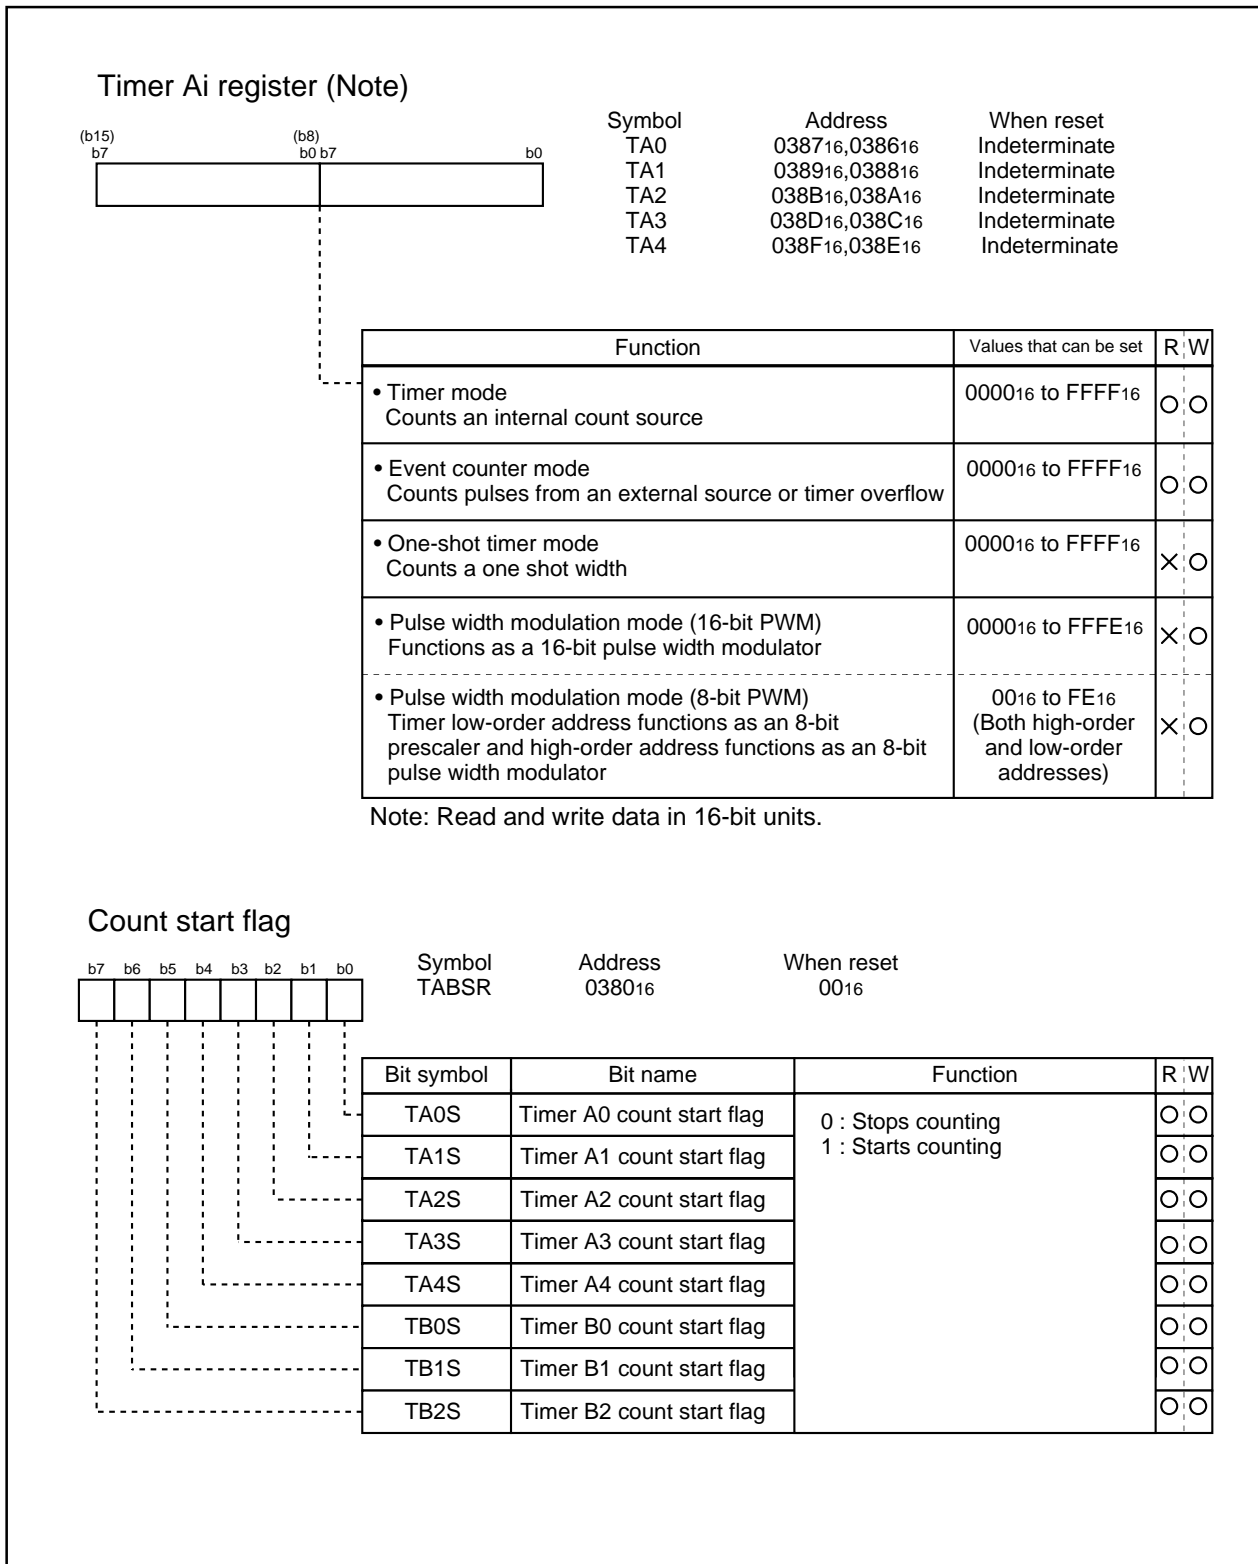 Timer Ai register (Note)
(b15) (b8)
b7 b0 b7 b0
Symbol Address When reset
TA0 038716,038616 Indeterminate
TA1 038916,038816 Indeterminate
TA2 038B16,038A16 Indeterminate
TA3 038D16,038C16 Indeterminate
TA4 038F16,038E16 Indeterminate
Function Values that can be set R W
• Timer mode 000016 to FFFF16
Counts an internal count source
• Event counter mode 000016 to FFFF16
Counts pulses from an external source or timer overflow
• One-shot timer mode 000016 to FFFF16
Counts a one shot width
• Pulse width modulation mode (16-bit PWM) 000016 to FFFE16
Functions as a 16-bit pulse width modulator
• Pulse width modulation mode (8-bit PWM) 0016 to FE16
Timer low-order address functions as an 8-bit (Both high-order
prescaler and high-order address functions as an 8-bit and low-order
pulse width modulator addresses)
Note: Read and write data in 16-bit units.
Count start flag
b7 b6 b5 b4 b3 b2 b1 b0
Symbol Address When reset
TABSR 038016 0016
Bit symbol Bit name Function R W
TA0S Timer A0 count start flag 0 : Stops counting
TA1S Timer A1 count start flag 1 : Starts counting
TA2S Timer A2 count start flag
TA3S Timer A3 count start flag
TA4S Timer A4 count start flag
TB0S Timer B0 count start flag
TB1S Timer B1 count start flag
TB2S Timer B2 count start flag